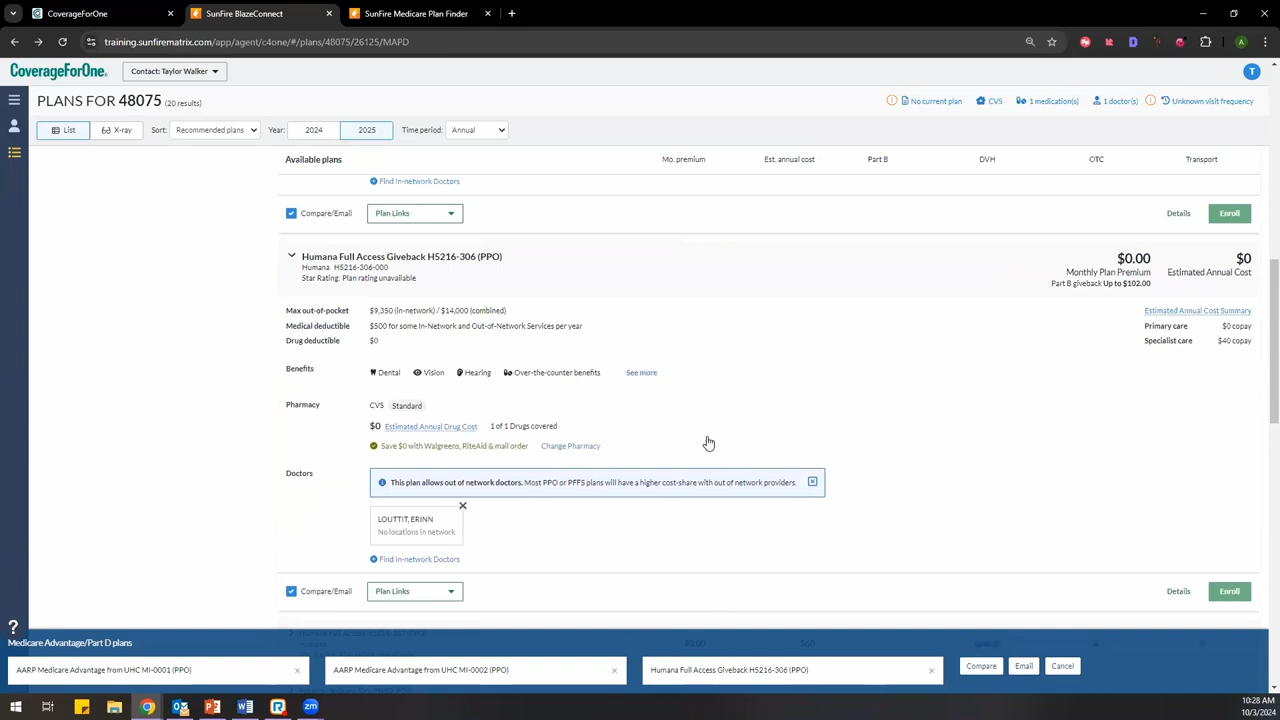 CoverageForOne
SunFire BlazeConnect
SunFire Medicare Plan Finder
training.sunfirematrix.com/app/agent/c4one/#/plans/48075/26125/MAPD
CoverageForOne
Contact: Taylor Walker
T
PLANS FOR 48075 (20 results)
No current plan
CVS
1 medication(s)
1 doctor(s)
Unknown visit frequency
List
X-ray
Sort:
Recommended plans
Year:
2024
2025
Time period:
Annual
Available plans
Mo. premium
Est. annual cost
Part B
DVH
OTC
Transport
Find In-network Doctors
Compare/Email
Plan Links
Details
Enroll
Humana Full Access Giveback H5216-306 (PPO)
Humana H5216-306-000
Star Rating: Plan rating unavailable
$0.00
Monthly Plan Premium
Part B giveback Up to $102.00
$0
Estimated Annual Cost
Max out-of-pocket
$9,350 (in-network) / $14,000 (combined)
Estimated Annual Cost Summary
Medical deductible
$500 for some In-Network and Out-of-Network Services per year
Primary care
$0 copay
Drug deductible
$0
Specialist care
$40 copay
Benefits
Dental
Vision
Hearing
Over-the-counter benefits
See more
Pharmacy
CVS
Standard
$0 Estimated Annual Drug Cost
1 of 1 Drugs covered
Save $0 with Walgreens, RiteAid & mail order
Change Pharmacy
Doctors
This plan allows out of network doctors. Most PPO or PFFS plans will have a higher cost-share with out of network providers.
LOUTTIT, ERINN
No locations in network
Find In-network Doctors
Compare/Email
Plan Links
Details
Enroll
Medicare Advantage/Part D plans
AARP Medicare Advantage from UHC MI-0001 (PPO)
AARP Medicare Advantage from UHC MI-0002 (PPO)
Humana Full Access Giveback H5216-306 (PPO)
Compare
Email
Cancel
10:28 AM
10/3/2024